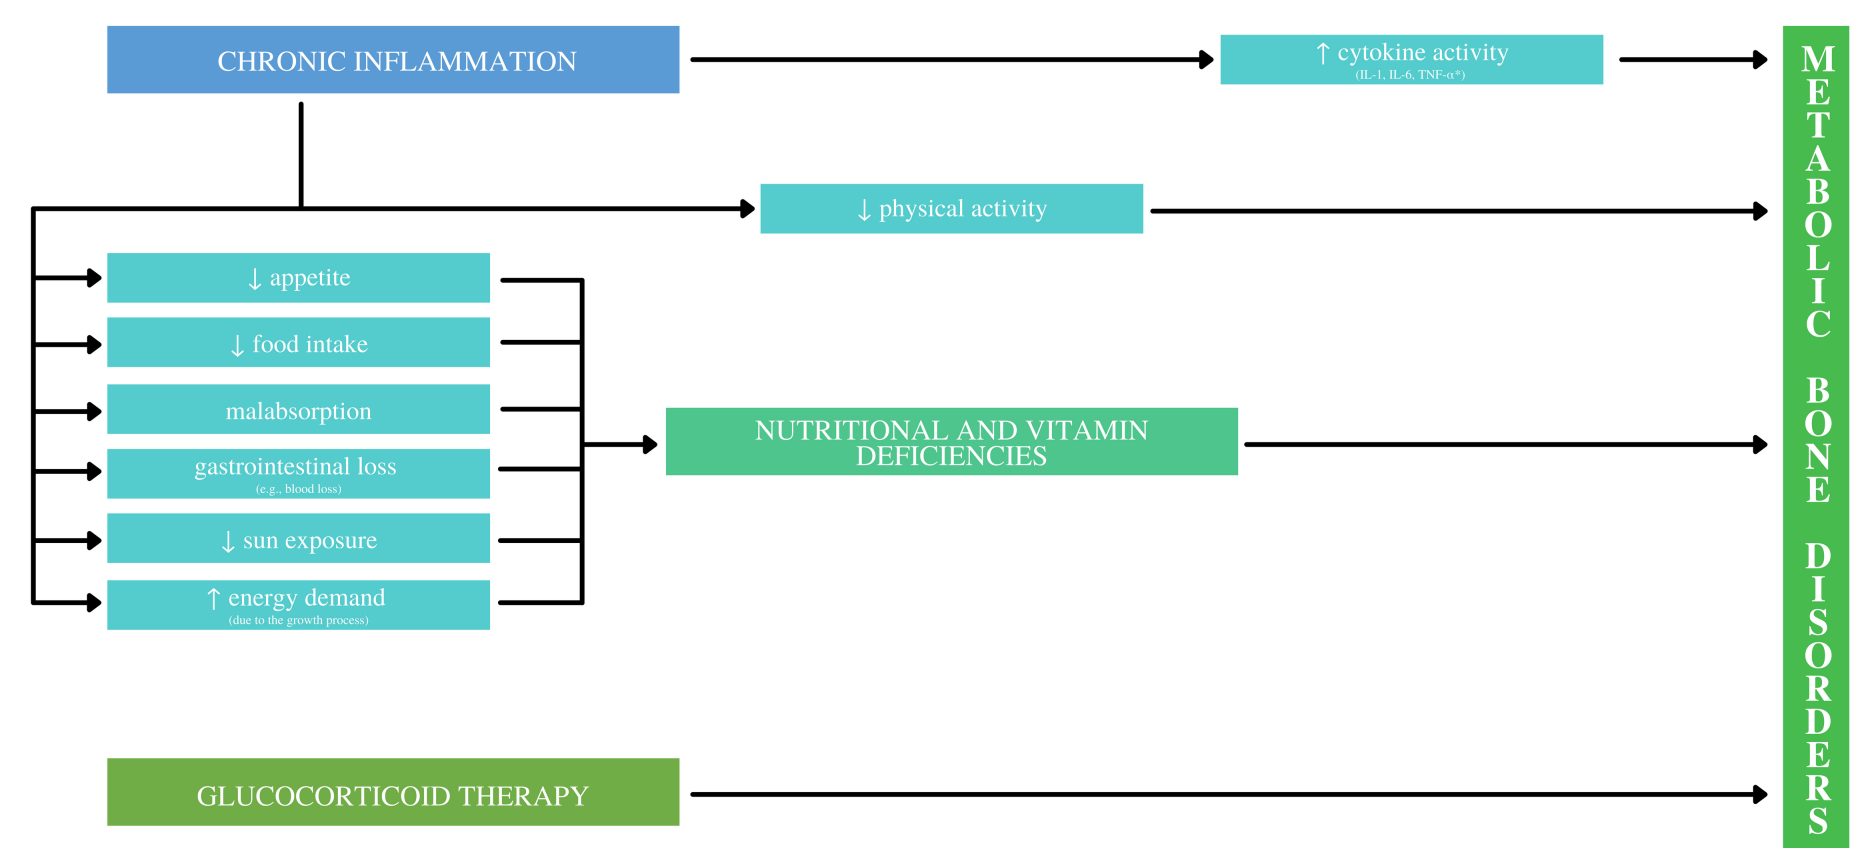 CHRONIC INFLAMMATION
↑ cytokine activity
(IL-1, IL-6, TNF-α*)
↓ physical activity
↓ appetite
↓ food intake
malabsorption
gastrointestinal loss
(e.g., blood loss)
↓ sun exposure
↑ energy demand
(due to the growth process)
NUTRITIONAL AND VITAMIN
DEFICIENCIES
GLUCOCORTICOID THERAPY
METABOLIC BONE DISORDERS